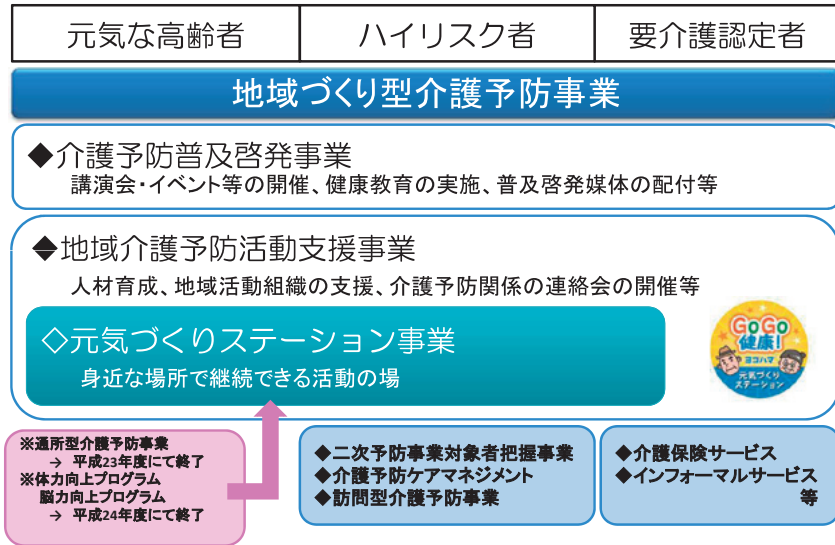 元気な高齢者
ハイリスク者
要介護認定者
地域づくり型介護予防事業
◆介護予防普及啓発事業
講演会・イベント等の開催、健康教育の実施、普及啓発媒体の配付等
◆地域介護予防活動支援事業
人材育成、地域活動組織の支援、介護予防関係の連絡会の開催等
◇元気づくりステーション事業
身近な場所で継続できる活動の場
GoGo
健康!
ヨコハマ
元気づくり
ステーション
※通所型介護予防事業
→ 平成23年度にて終了
※体力向上プログラム
脳力向上プログラム
→ 平成24年度にて終了
◆二次予防事業対象者把握事業
◆介護予防ケアマネジメント
◆訪問型介護予防事業
◆介護保険サービス
◆インフォーマルサービス
等